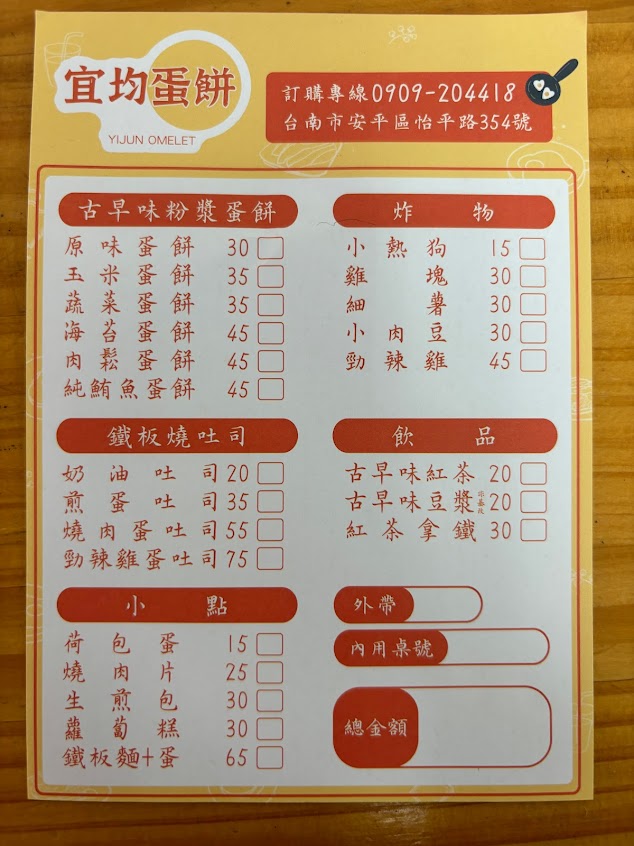 宜均蛋餅
YIJUN OMELET
訂購專線0909-204418
台南市安平區怡平路354號
古早味粉漿蛋餅
原味蛋餅 30
玉米蛋餅 35
蔬菜蛋餅 35
海苔蛋餅 45
肉鬆蛋餅 45
純鮪魚蛋餅 45
鐵板燒吐司
奶油吐司 20
煎蛋吐司 35
燒肉蛋吐司 55
勁辣雞蛋吐司 75
小點
荷包蛋 15
燒肉片 25
生煎包 30
蘿蔔糕 30
鐵板麵+蛋 65
炸物
小熱狗 15
雞塊 30
細薯 30
小肉豆 30
勁辣雞 45
飲品
古早味紅茶 20
古早味豆漿 非基改 20
紅茶拿鐵 30
外帶
內用桌號
總金額